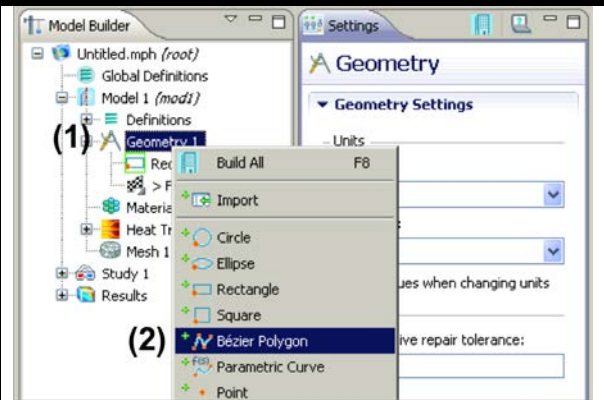 Model Builder
Untitled.mph (root)
Global Definitions
Model 1 (mod1)
Definitions
(1)
Geometry 1
Rec
> F
Materia
Heat Tr
Mesh 1
Study 1
Results
Build All F8
Import
Circle
Ellipse
Rectangle
Square
(2)
Bézier Polygon
f(s)
Parametric Curve
Point
Settings
Geometry
Geometry Settings
Units
ues when changing units
ive repair tolerance: